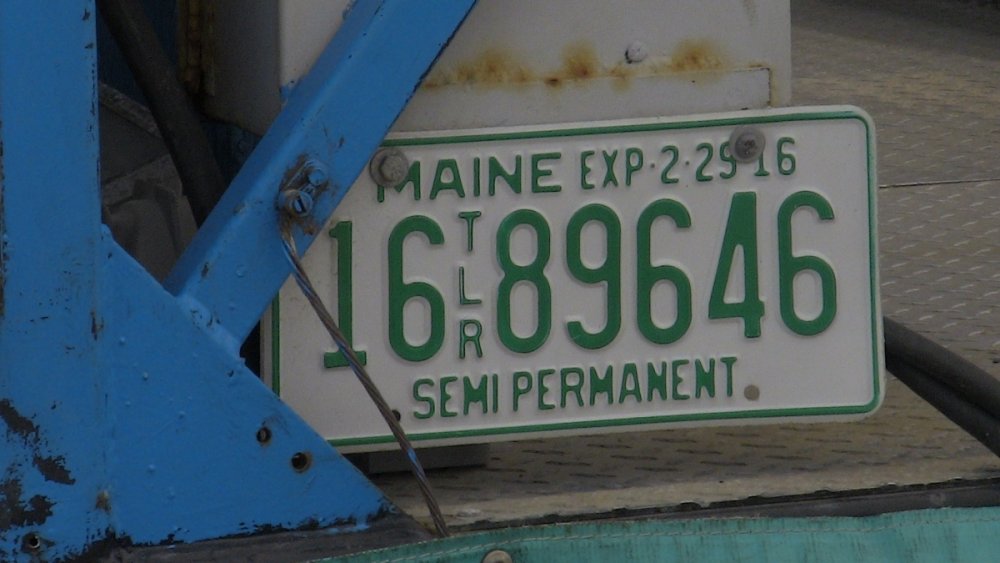 MAINE EXP·2·29·16
16 TLR 89646
SEMI PERMANENT